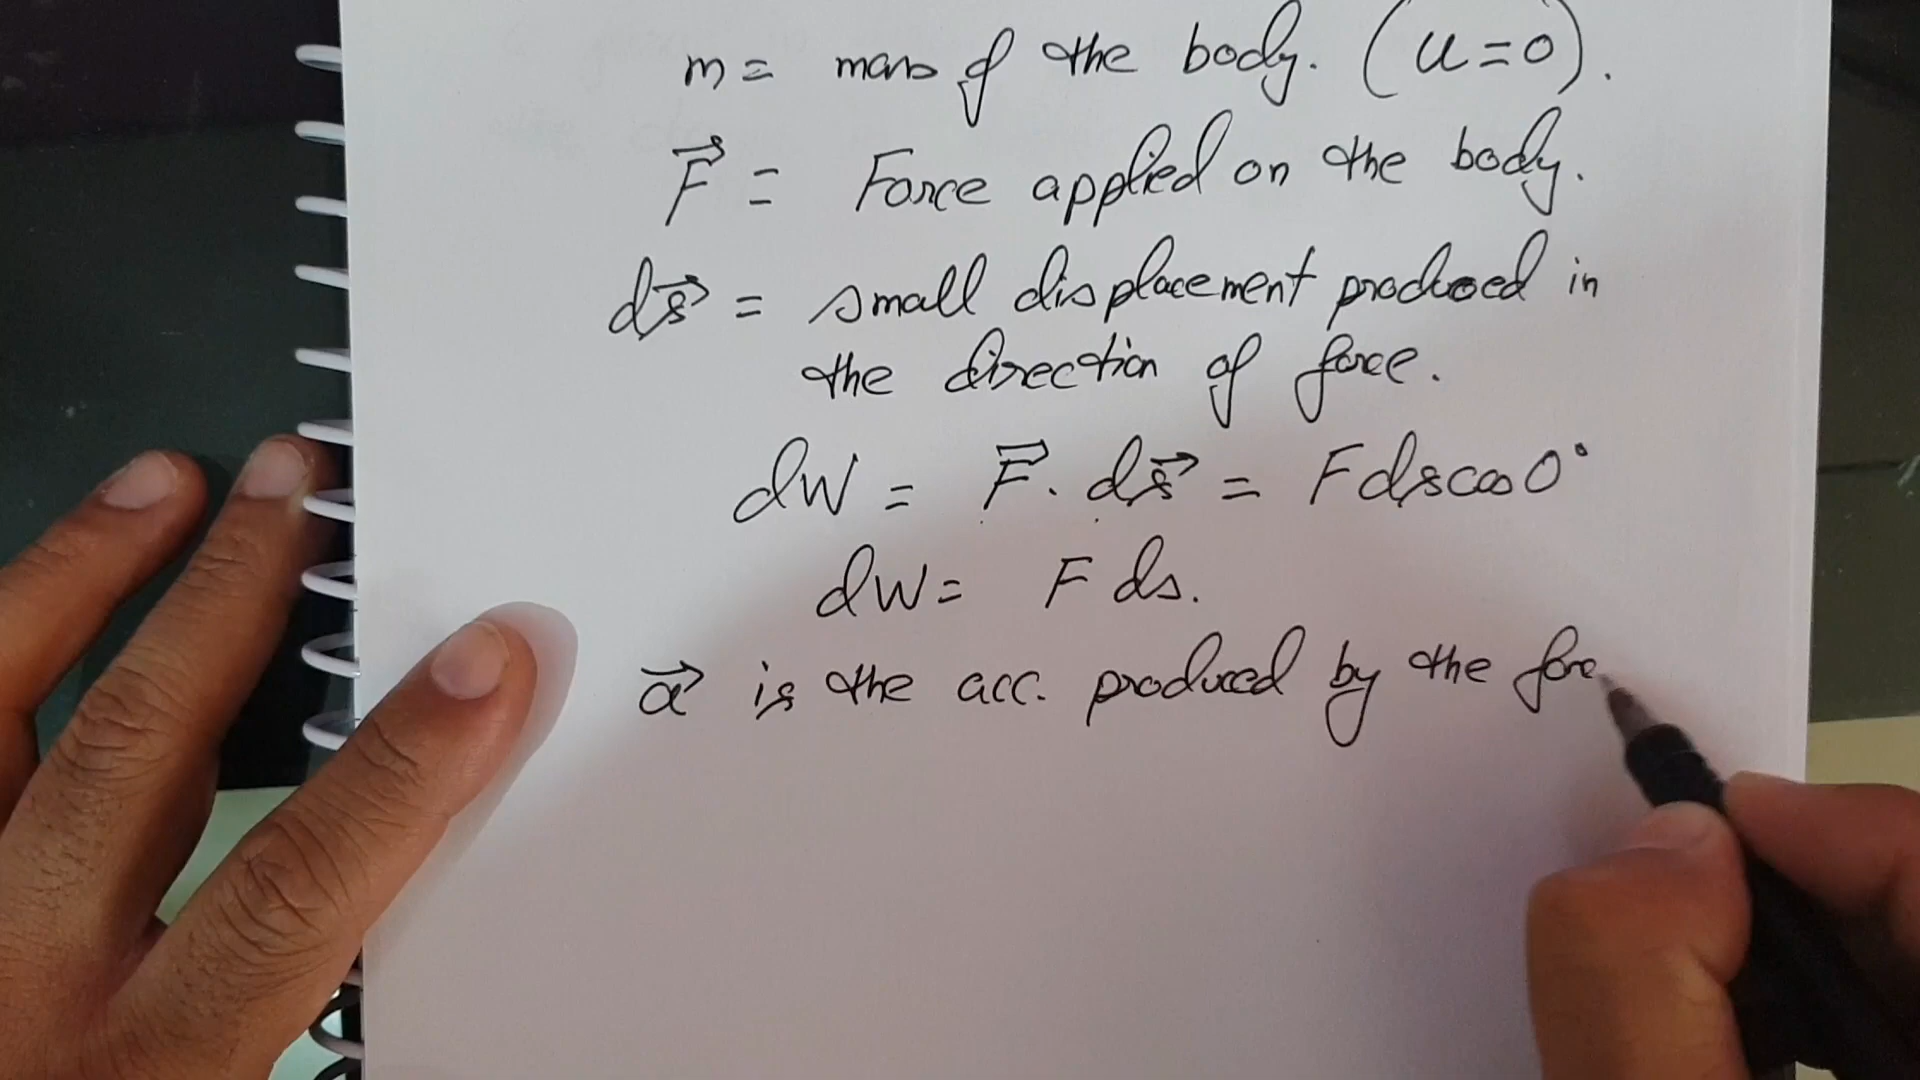 m = mass of the body. (u=0).
F⃗ = Force applied on the body.
ds⃗ = small displacement produced in
the direction of force.
dW = F⃗. ds⃗ = F ds cos 0°
dW = F ds.
a⃗ is the acc. produced by the force